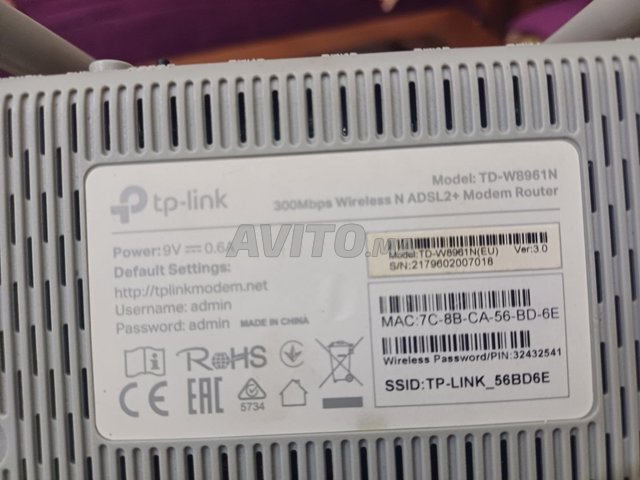 tp-link
Model: TD-W8961N
300Mbps Wireless N ADSL2+ Modem Router
Power: 9V ⎓ 0.6A
Default Settings:
http://tplinkmodem.net
Username: admin
Password: admin MADE IN CHINA
Model:TD-W8961N(EU) Ver:3.0
S/N:2179602007018
MAC:7C-8B-CA-56-BD-6E
Wireless Password/PIN:32432541
SSID:TP-LINK_56BD6E
RoHS
CE EAC 5734
AVITO.ma